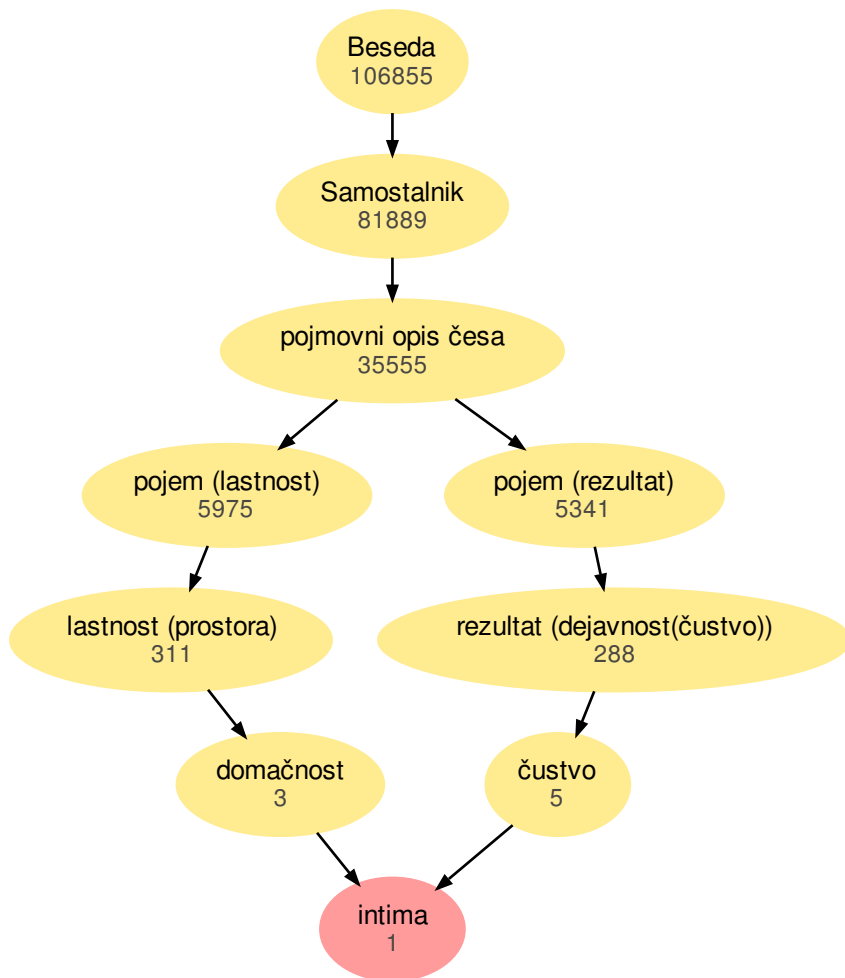 Beseda
106855
Samostalnik
81889
pojmovni opis česa
35555
pojem (lastnost)
5975
pojem (rezultat)
5341
lastnost (prostora)
311
rezultat (dejavnost(čustvo))
288
domačnost
3
čustvo
5
intima
1